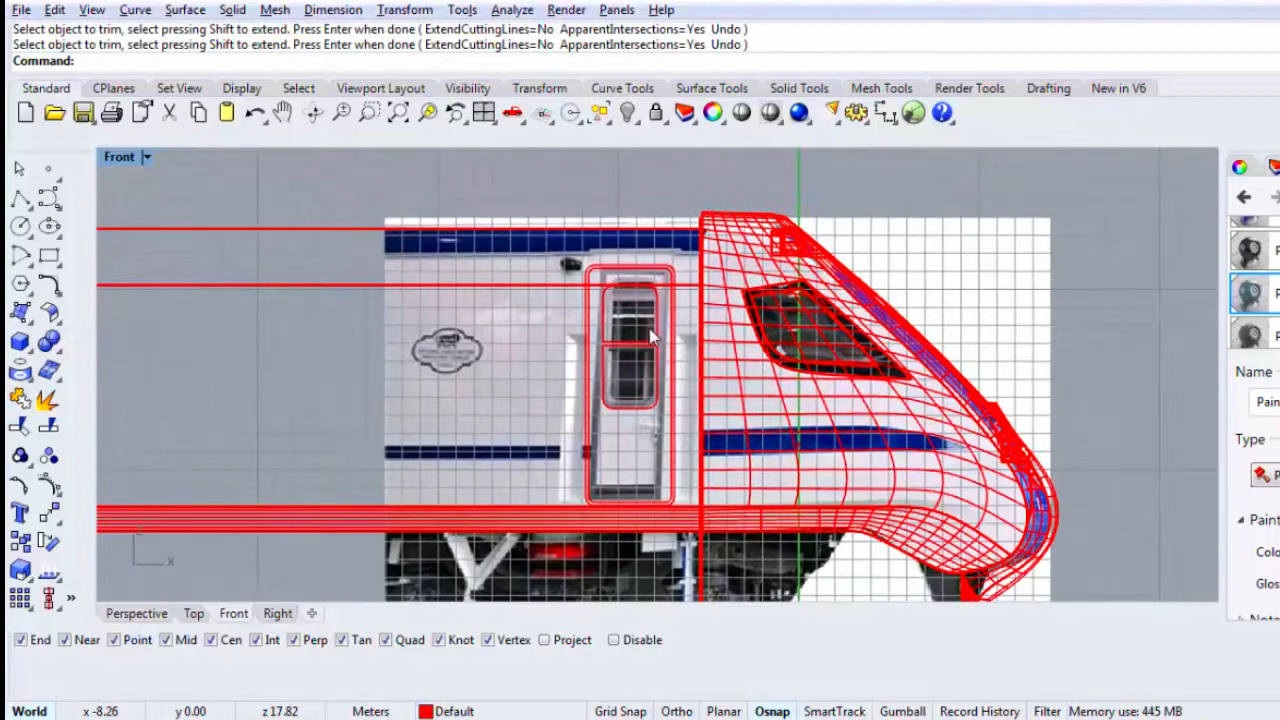 File Edit View Curve Surface Solid Mesh Dimension Transform Tools Analyze Render Panels Help
Select object to trim, select pressing Shift to extend. Press Enter when done ( ExtendCuttingLines=No ApparentIntersections=Yes Undo )
Select object to trim, select pressing Shift to extend. Press Enter when done ( ExtendCuttingLines=No ApparentIntersections=Yes Undo )
Command:
Standard CPlanes Set View Display Select Viewport Layout Visibility Transform Curve Tools Surface Tools Solid Tools Mesh Tools Render Tools Drafting New in V6
Front
P
P
P
Name
Pain
Type
P
Pain
Colo
Glos
z
x
Perspective Top Front Right
End Near Point Mid Cen Int Perp Tan Quad Knot Vertex Project Disable
World x -8.26 y 0.00 z 17.82 Meters Default Grid Snap Ortho Planar Osnap SmartTrack Gumball Record History Filter Memory use: 445 MB